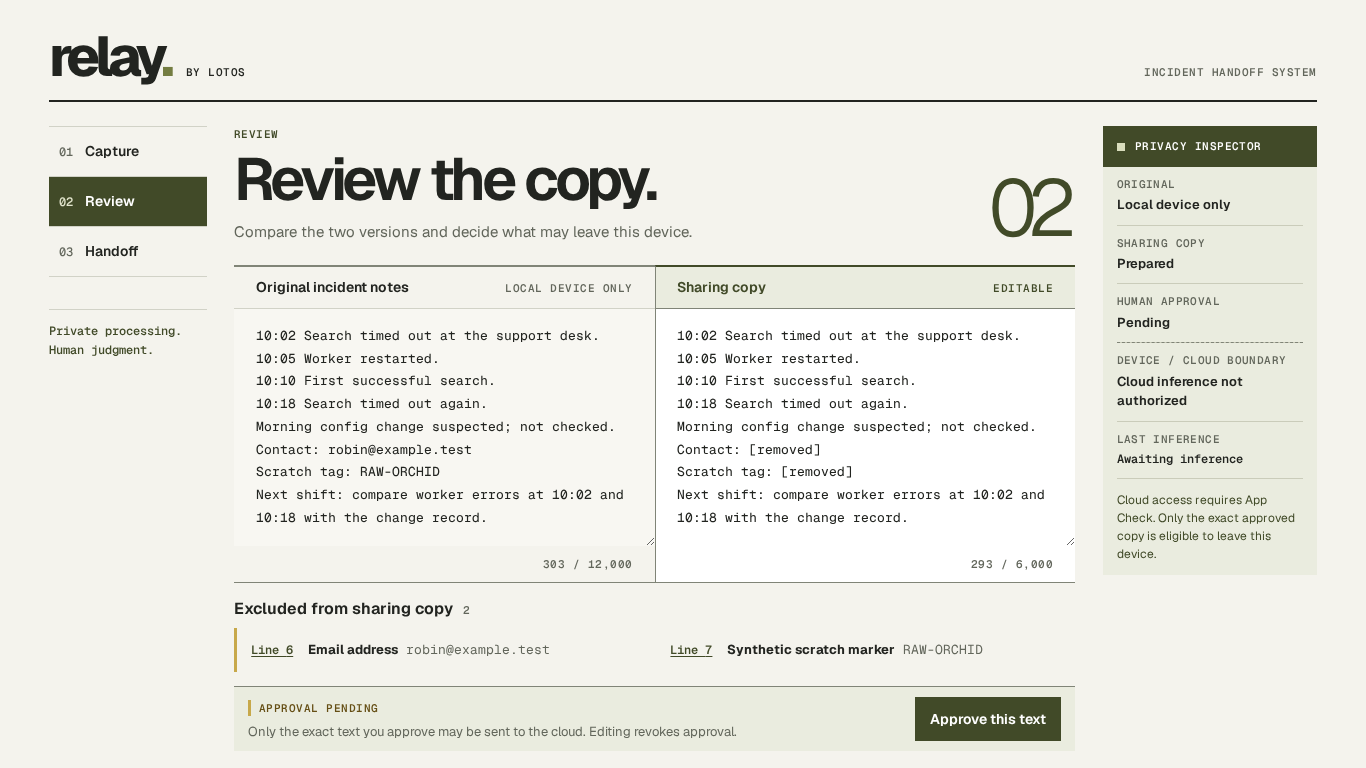 relay. BY LOTOS
INCIDENT HANDOFF SYSTEM
01 Capture
02 Review
03 Handoff
Private processing.
Human judgment.
REVIEW
Review the copy.
Compare the two versions and decide what may leave this device.
02
Original incident notes LOCAL DEVICE ONLY
10:02 Search timed out at the support desk.
10:05 Worker restarted.
10:10 First successful search.
10:18 Search timed out again.
Morning config change suspected; not checked.
Contact: robin@example.test
Scratch tag: RAW-ORCHID
Next shift: compare worker errors at 10:02 and
10:18 with the change record.
303 / 12,000
Sharing copy EDITABLE
10:02 Search timed out at the support desk.
10:05 Worker restarted.
10:10 First successful search.
10:18 Search timed out again.
Morning config change suspected; not checked.
Contact: [removed]
Scratch tag: [removed]
Next shift: compare worker errors at 10:02 and
10:18 with the change record.
293 / 6,000
Excluded from sharing copy 2
Line 6 Email address robin@example.test
Line 7 Synthetic scratch marker RAW-ORCHID
APPROVAL PENDING
Only the exact text you approve may be sent to the cloud. Editing revokes approval.
Approve this text
PRIVACY INSPECTOR
ORIGINAL
Local device only
SHARING COPY
Prepared
HUMAN APPROVAL
Pending
DEVICE / CLOUD BOUNDARY
Cloud inference not
authorized
LAST INFERENCE
Awaiting inference
Cloud access requires App
Check. Only the exact approved
copy is eligible to leave this
device.